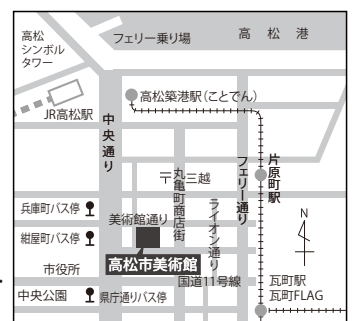 高松
シンボル
タワー
フェリー乗り場
高松港
JR高松駅
高松築港駅(ことでん)
中央通り
〒
三越
丸亀町商店街
ライオン通り
フェリー通り
片原町駅
兵庫町バス停
美術館通り
紺屋町バス停
N
市役所
高松市美術館
国道11号線
中央公園
県庁通りバス停
瓦町駅
瓦町FLAG